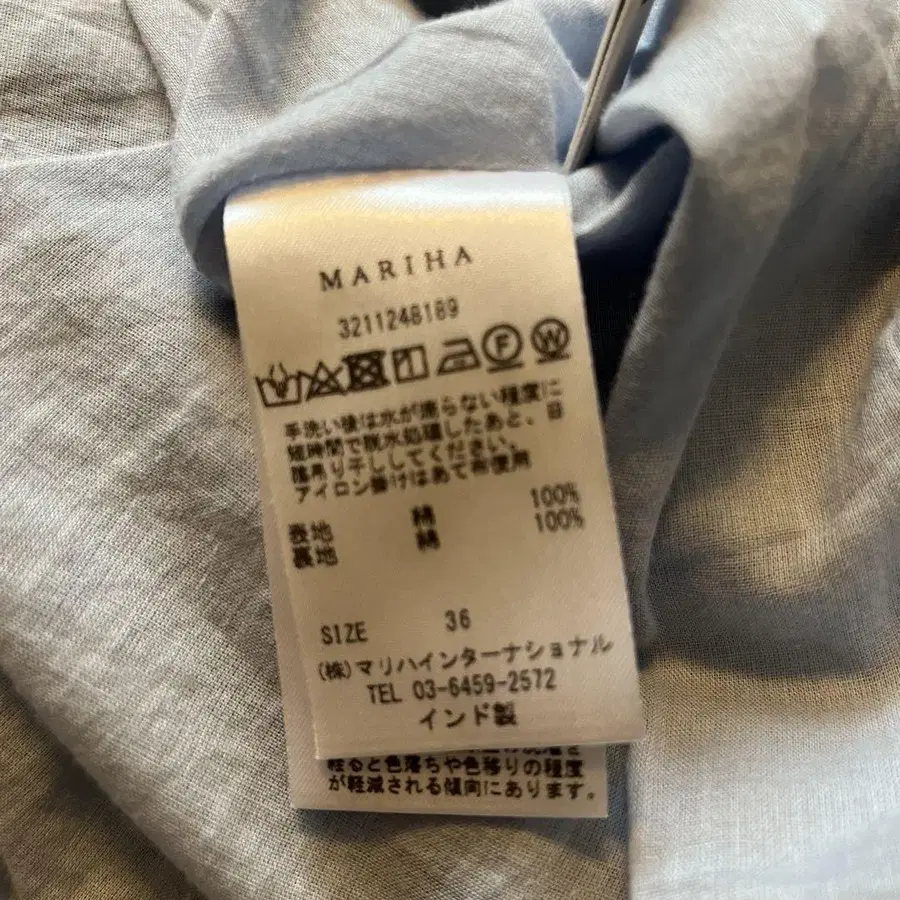 MARIHA
3211248189
F W
手洗い後は水が滴らない程度に
短時間で脱水処理したあと、日
陰吊り干ししてください。
アイロン掛けはあて布使用
表地 綿 100%
裏地 綿 100%
SIZE 36
(株)マリハインターナショナル
TEL 03-6459-2572
インド製
ると色落ちや色移りの程度
が軽減される傾向にあります。